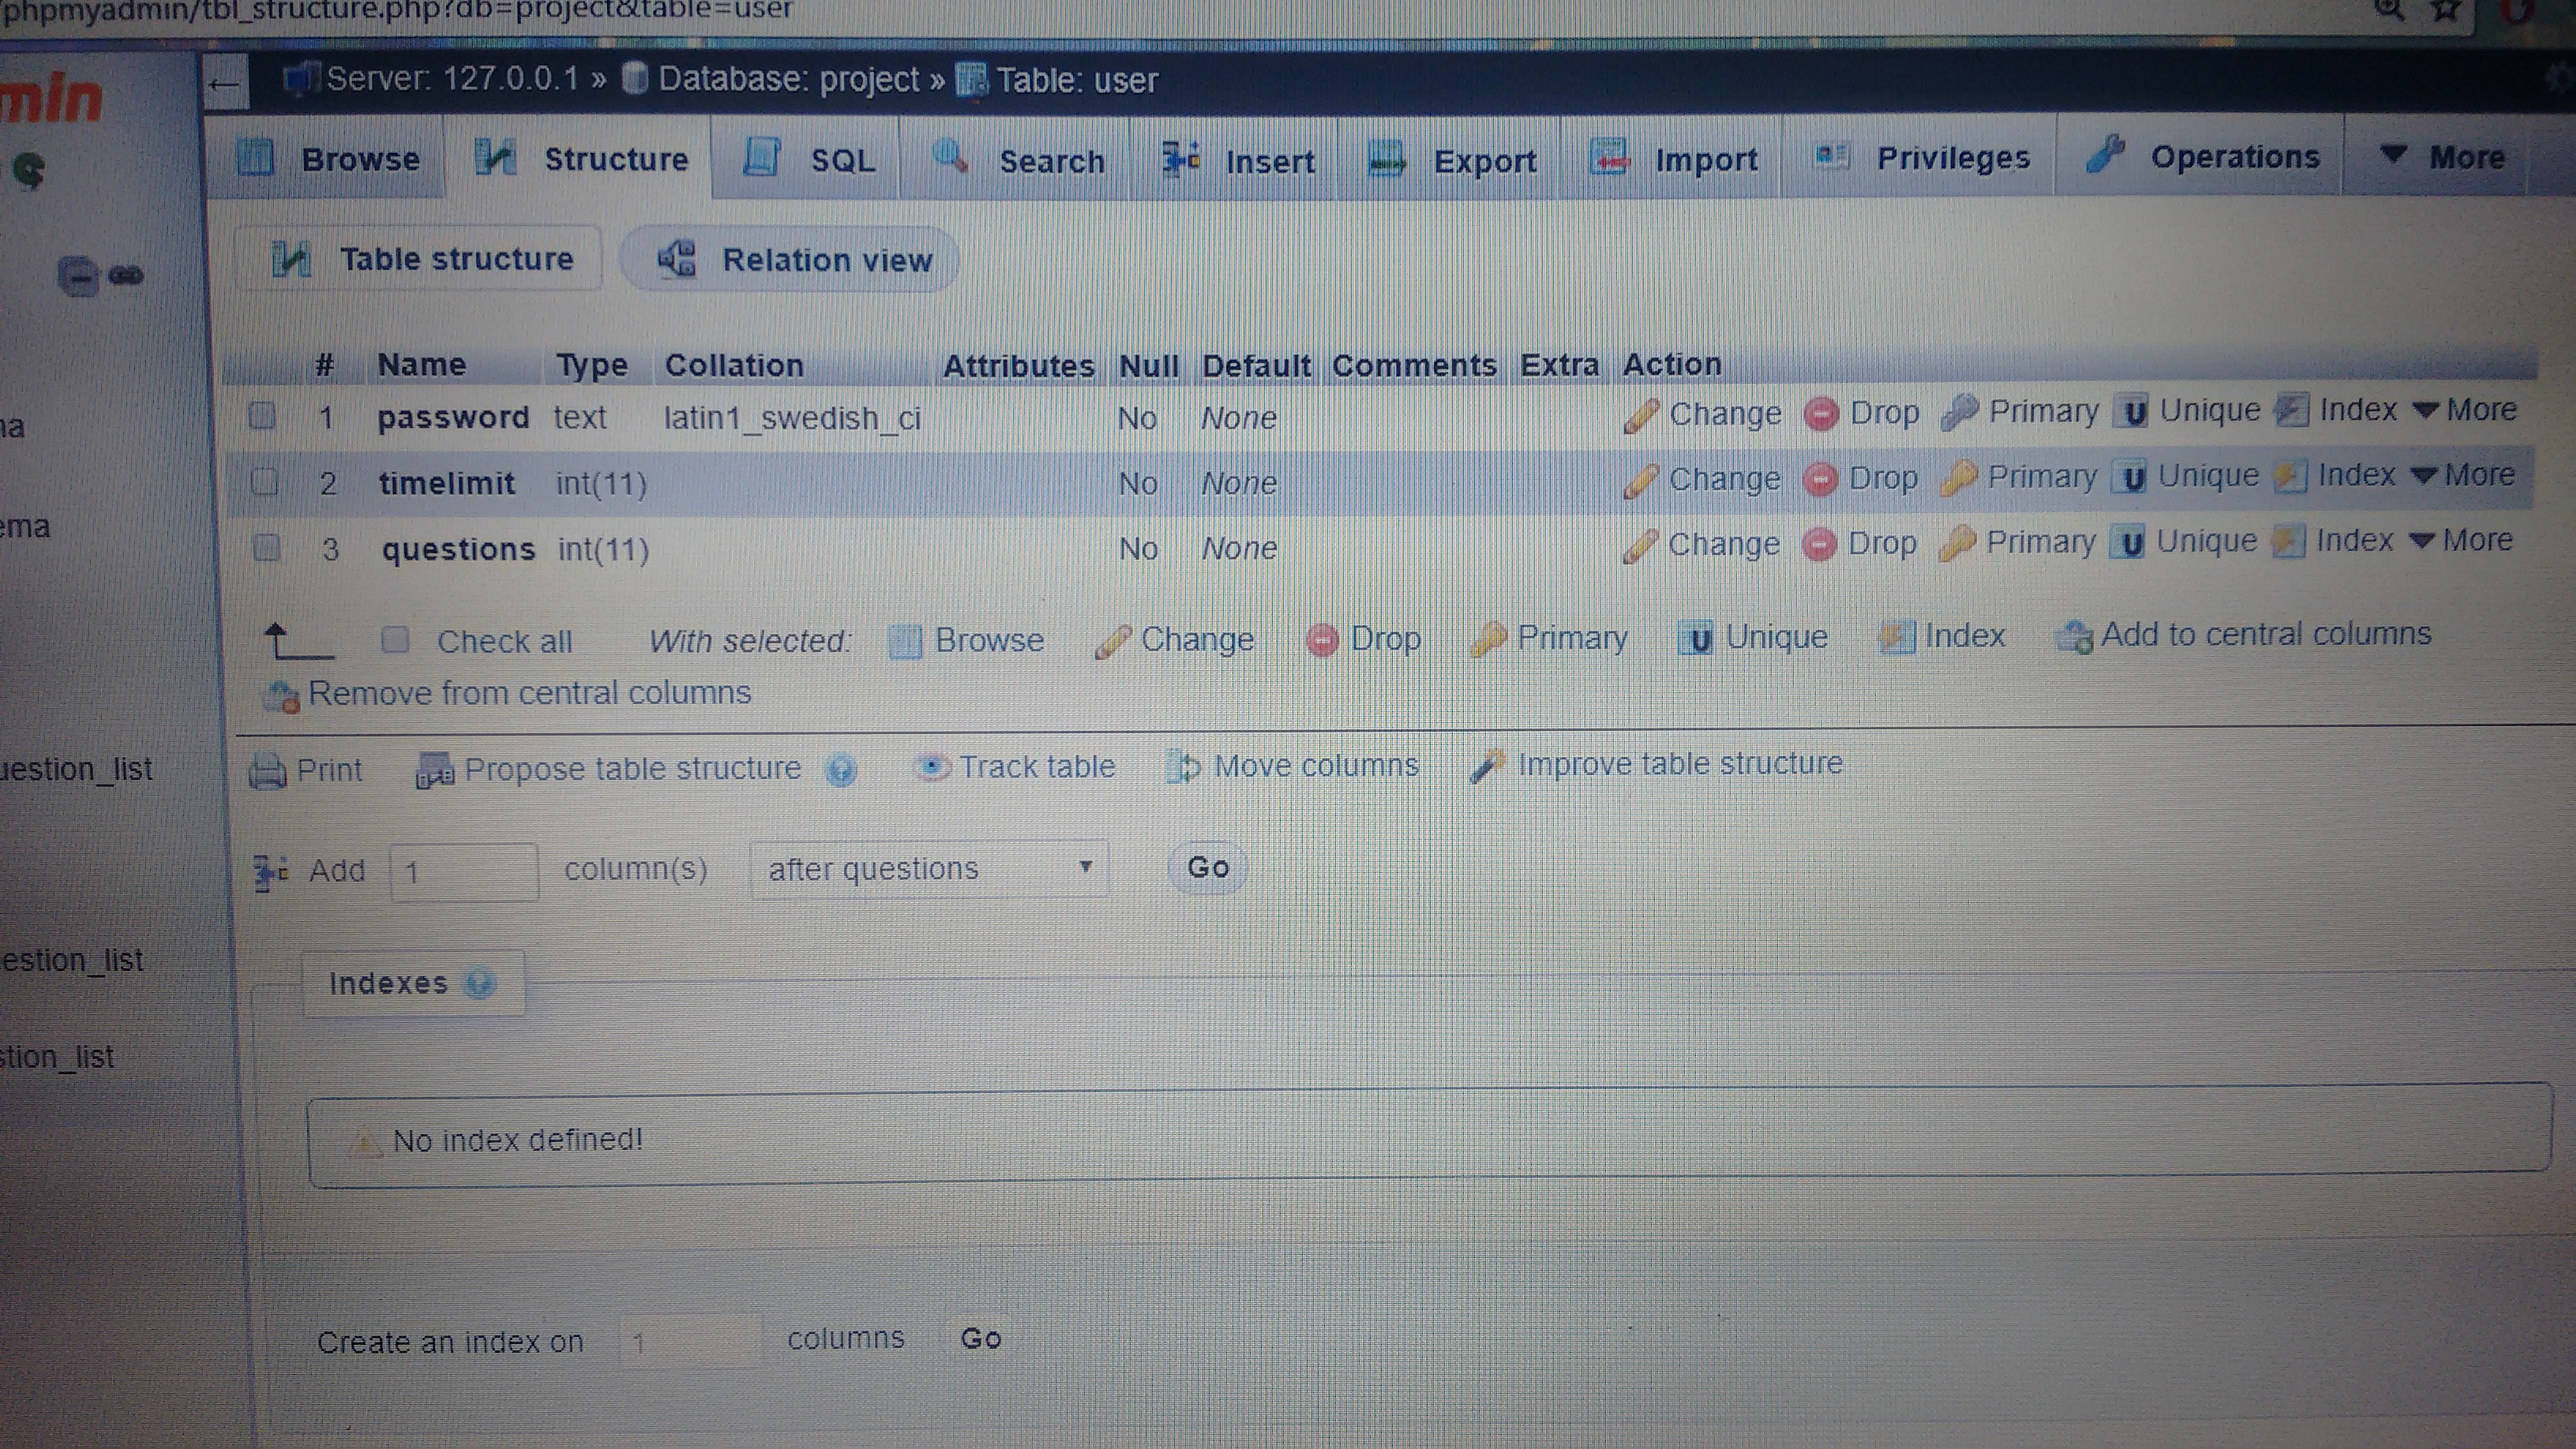 phpmyadmin/tbl_structure.php?db=project&table=user
min
Server: 127.0.0.1 » Database: project » Table: user
Browse Structure SQL Search Insert Export Import Privileges Operations More
Table structure Relation view
# Name Type Collation Attributes Null Default Comments Extra Action
1 password text latin1_swedish_ci No None Change Drop Primary Unique Index More
2 timelimit int(11) No None Change Drop Primary Unique Index More
3 questions int(11) No None Change Drop Primary Unique Index More
ema
Check all With selected: Browse Change Drop Primary Unique Index Add to central columns
Remove from central columns
uestion_list
Print Propose table structure Track table Move columns Improve table structure
Add 1 column(s) after questions Go
estion_list
Indexes
stion_list
No index defined!
Create an index on 1 columns Go